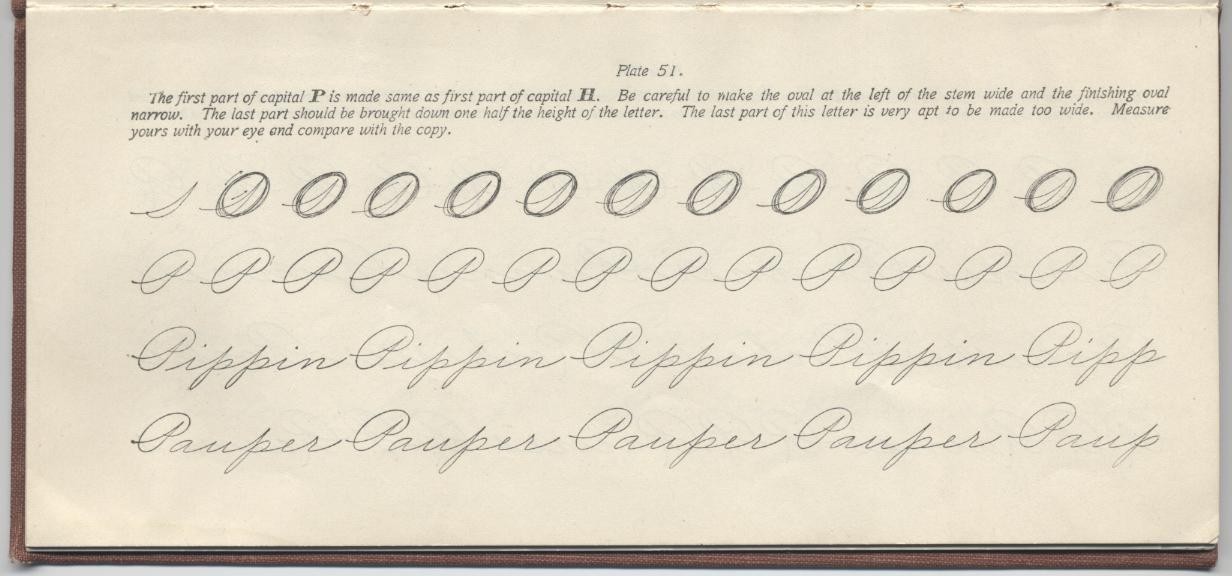 Plate 51.
The first part of capital P is made same as first part of capital H. Be careful to make the oval at the left of the stem wide and the finishing oval
narrow. The last part should be brought down one half the height of the letter. The last part of this letter is very apt to be made too wide. Measure
yours with your eye and compare with the copy.
P P P P P P P P P P P P P P
Pippin Pippin Pippin Pippin Pipp
Pauper Pauper Pauper Pauper Paup